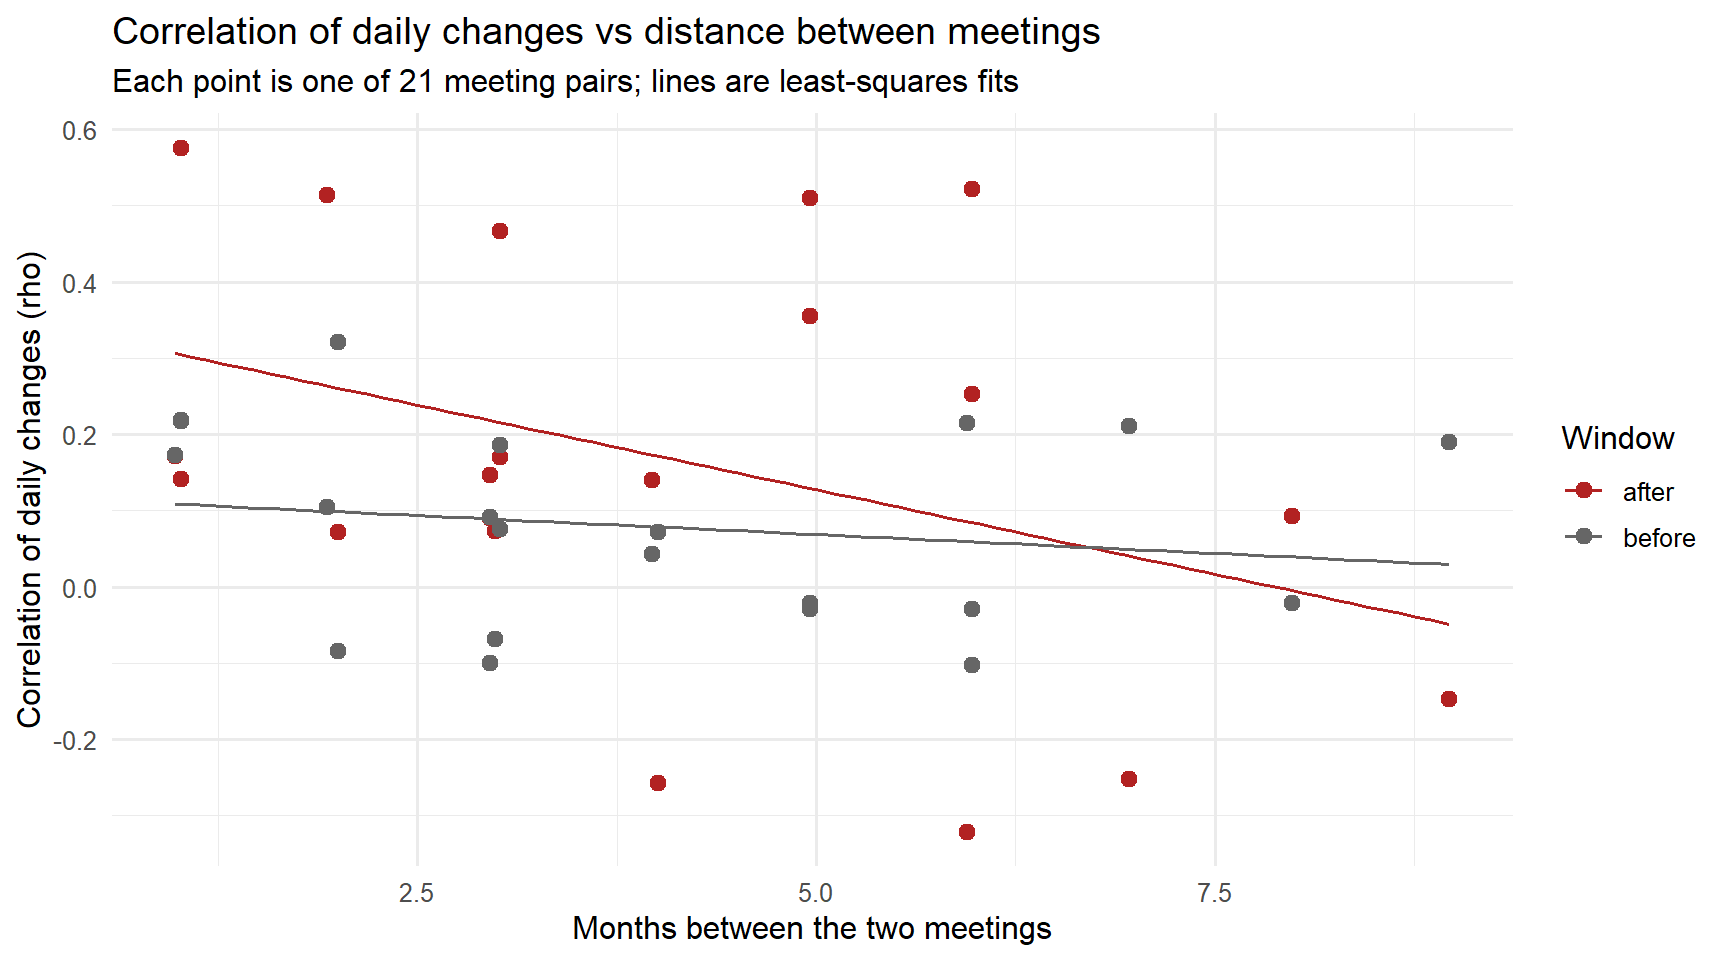 Correlation of daily changes vs distance between meetings
Each point is one of 21 meeting pairs; lines are least-squares fits
0.6
0.4
0.2
0.0
-0.2
Correlation of daily changes (rho)
2.5 5.0 7.5
Months between the two meetings
Window
after
before